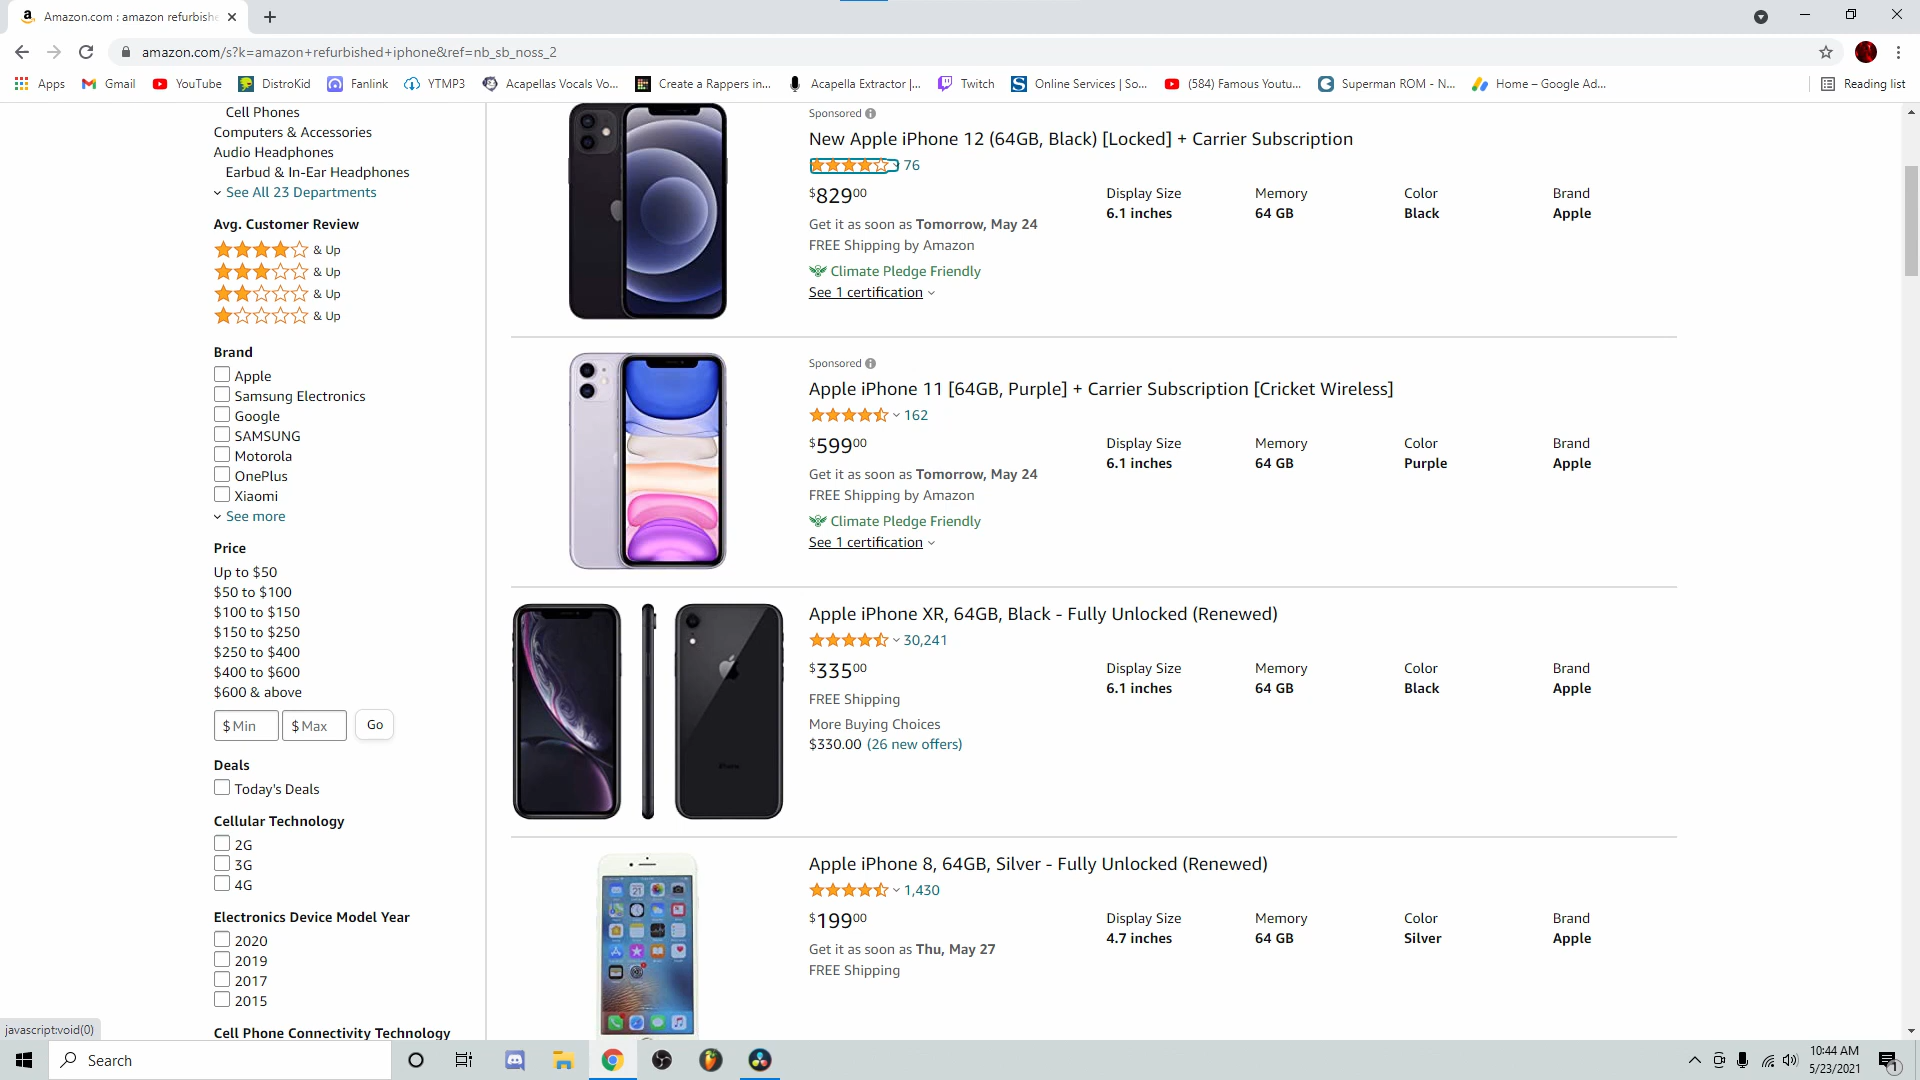 Amazon.com : amazon refurbishe
amazon.com/s?k=amazon+refurbished+iphone&ref=nb_sb_noss_2
Apps Gmail YouTube DistroKid Fanlink YTMP3 Acapellas Vocals Vo... Create a Rappers in... Acapella Extractor |... Twitch Online Services | So... (584) Famous Youtu... Superman ROM - N... Home – Google Ad... Reading list
Cell Phones
Computers & Accessories
Audio Headphones
Earbud & In-Ear Headphones
See All 23 Departments
Avg. Customer Review
& Up
& Up
& Up
& Up
Brand
Apple
Samsung Electronics
Google
SAMSUNG
Motorola
OnePlus
Xiaomi
See more
Price
Up to $50
$50 to $100
$100 to $150
$150 to $250
$250 to $400
$400 to $600
$600 & above
$ Min $ Max Go
Deals
Today's Deals
Cellular Technology
2G
3G
4G
Electronics Device Model Year
2020
2019
2017
2015
Cell Phone Connectivity Technology
Sponsored
New Apple iPhone 12 (64GB, Black) [Locked] + Carrier Subscription
76
$82900
Get it as soon as Tomorrow, May 24
FREE Shipping by Amazon
Climate Pledge Friendly
See 1 certification
Display Size Memory Color Brand
6.1 inches 64 GB Black Apple
Sponsored
Apple iPhone 11 [64GB, Purple] + Carrier Subscription [Cricket Wireless]
162
$59900
Get it as soon as Tomorrow, May 24
FREE Shipping by Amazon
Climate Pledge Friendly
See 1 certification
Display Size Memory Color Brand
6.1 inches 64 GB Purple Apple
Apple iPhone XR, 64GB, Black - Fully Unlocked (Renewed)
30,241
$33500
FREE Shipping
More Buying Choices
$330.00 (26 new offers)
Display Size Memory Color Brand
6.1 inches 64 GB Black Apple
Apple iPhone 8, 64GB, Silver - Fully Unlocked (Renewed)
1,430
$19900
Get it as soon as Thu, May 27
FREE Shipping
Display Size Memory Color Brand
4.7 inches 64 GB Silver Apple
javascript:void(0)
Search
10:44 AM
5/23/2021
1